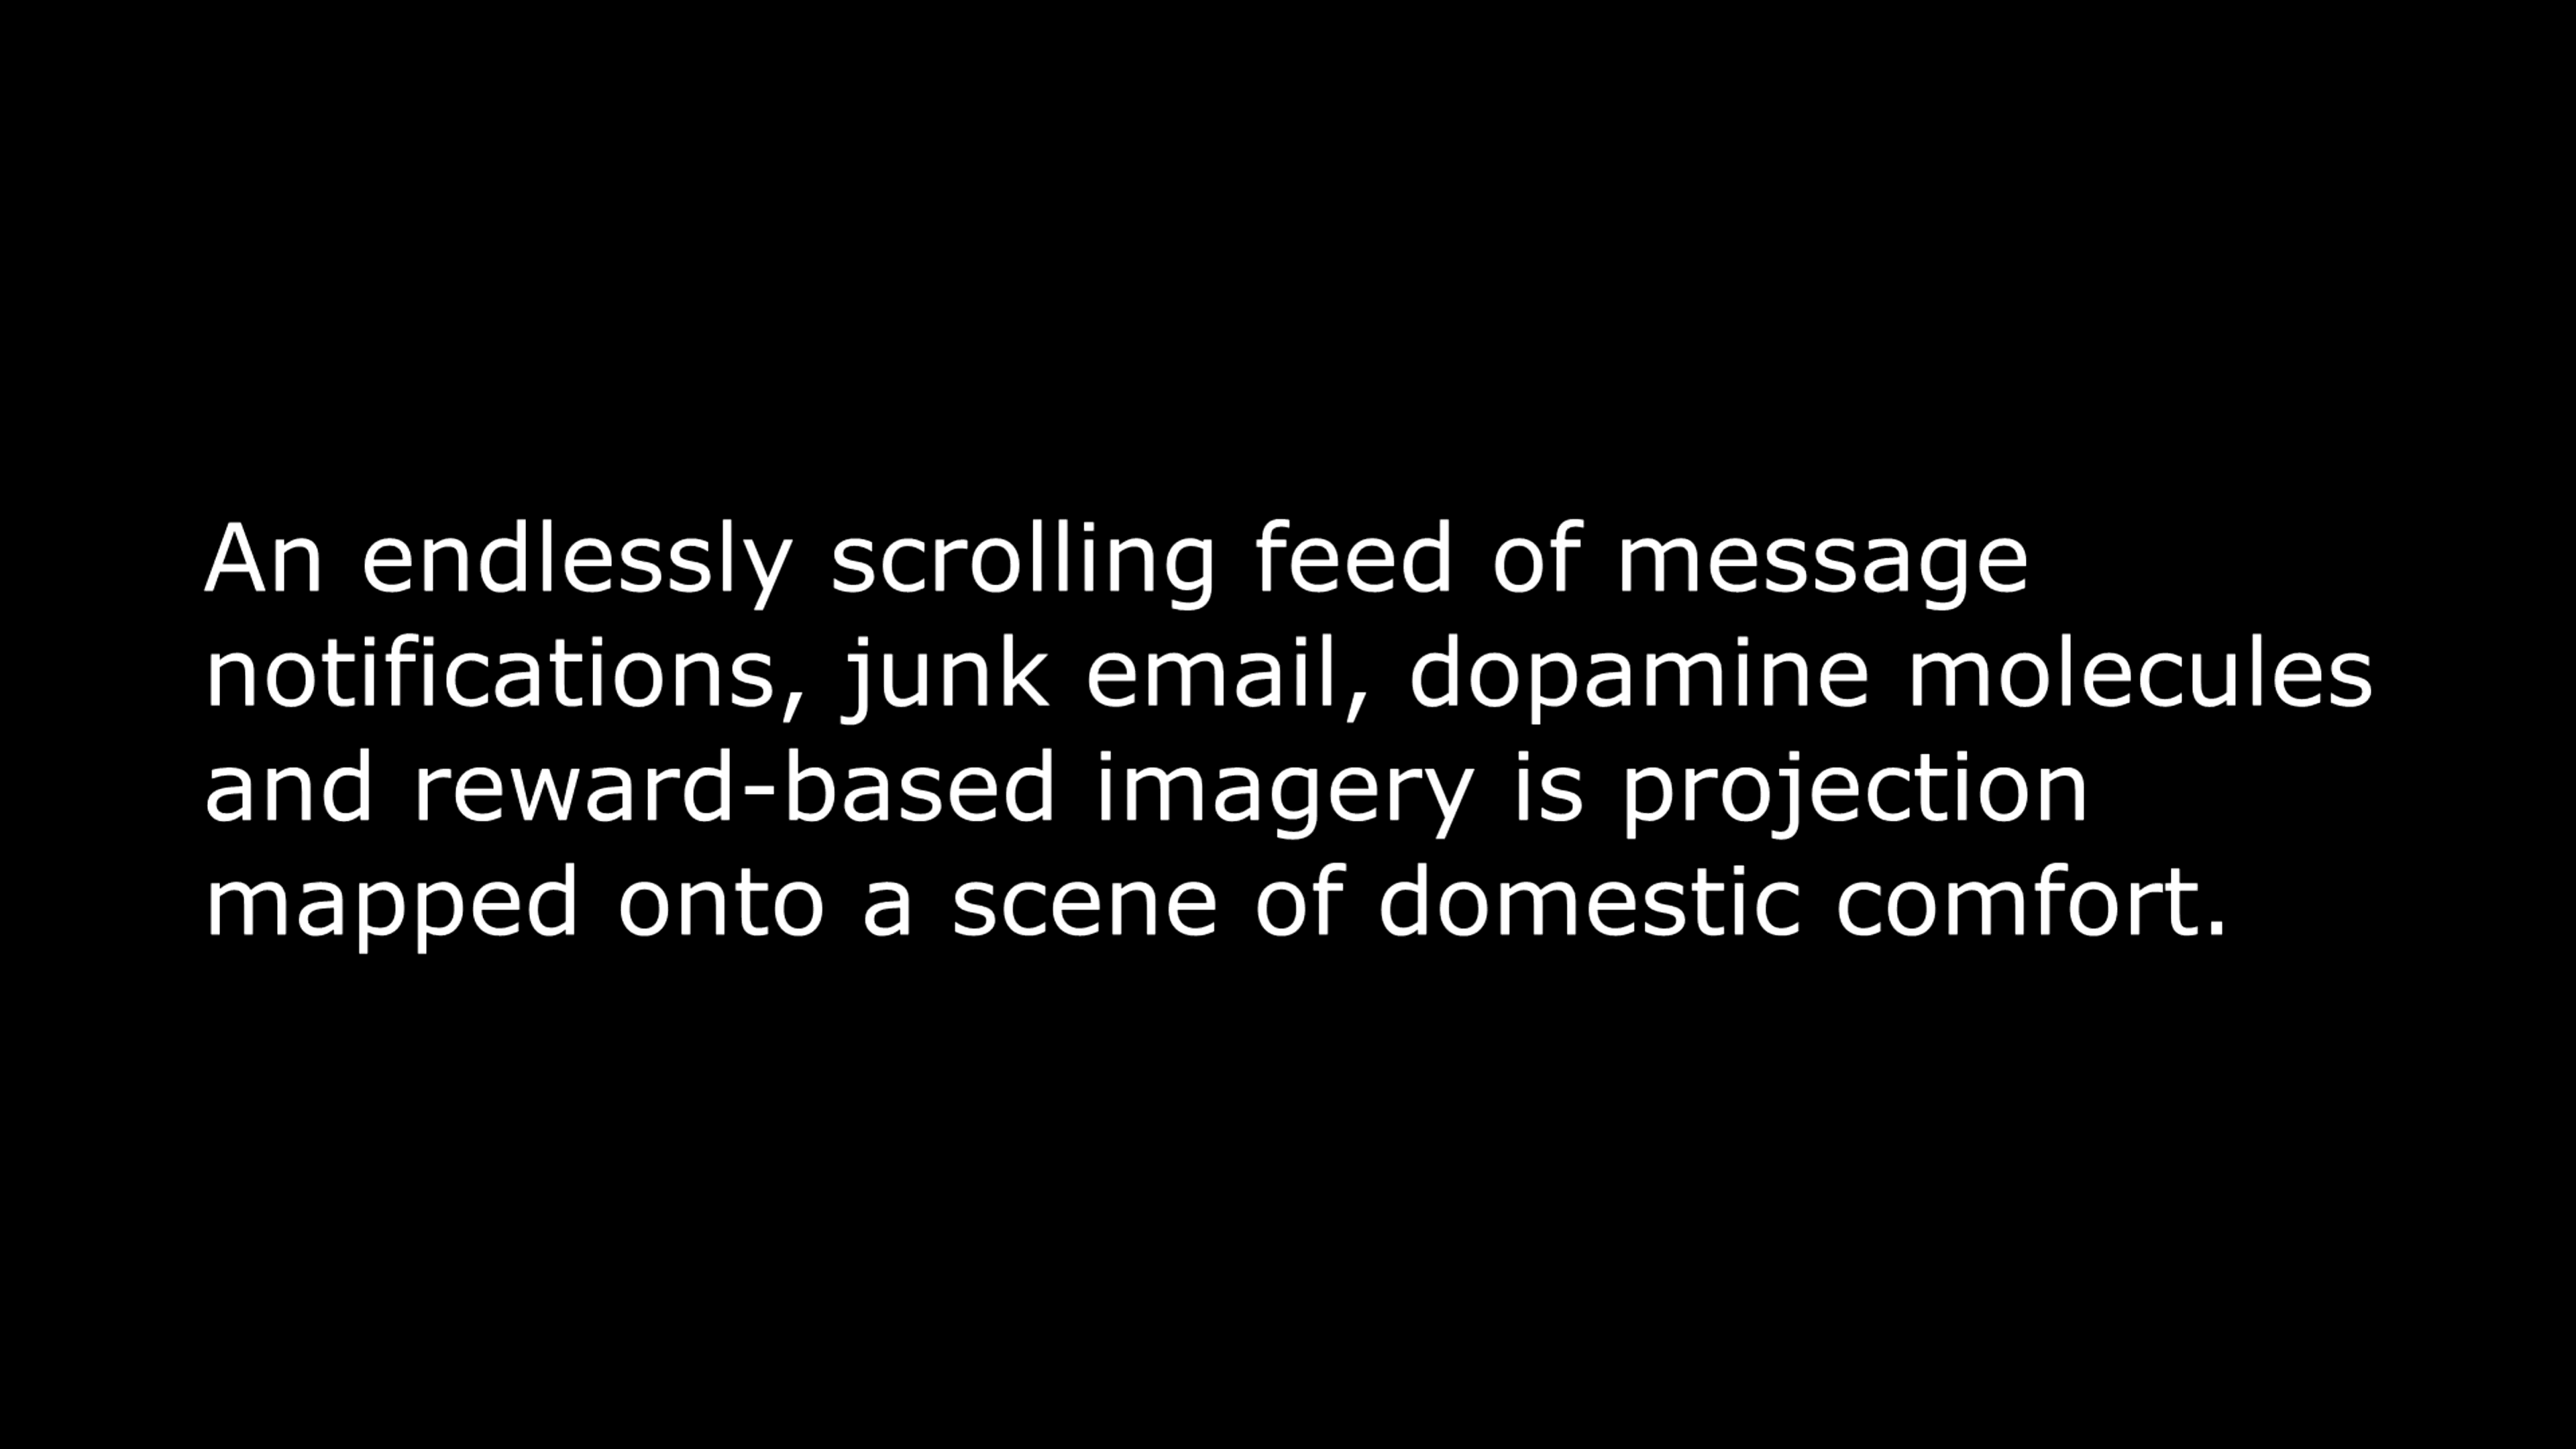 An endlessly scrolling feed of message
notifications, junk email, dopamine molecules
and reward-based imagery is projection
mapped onto a scene of domestic comfort.